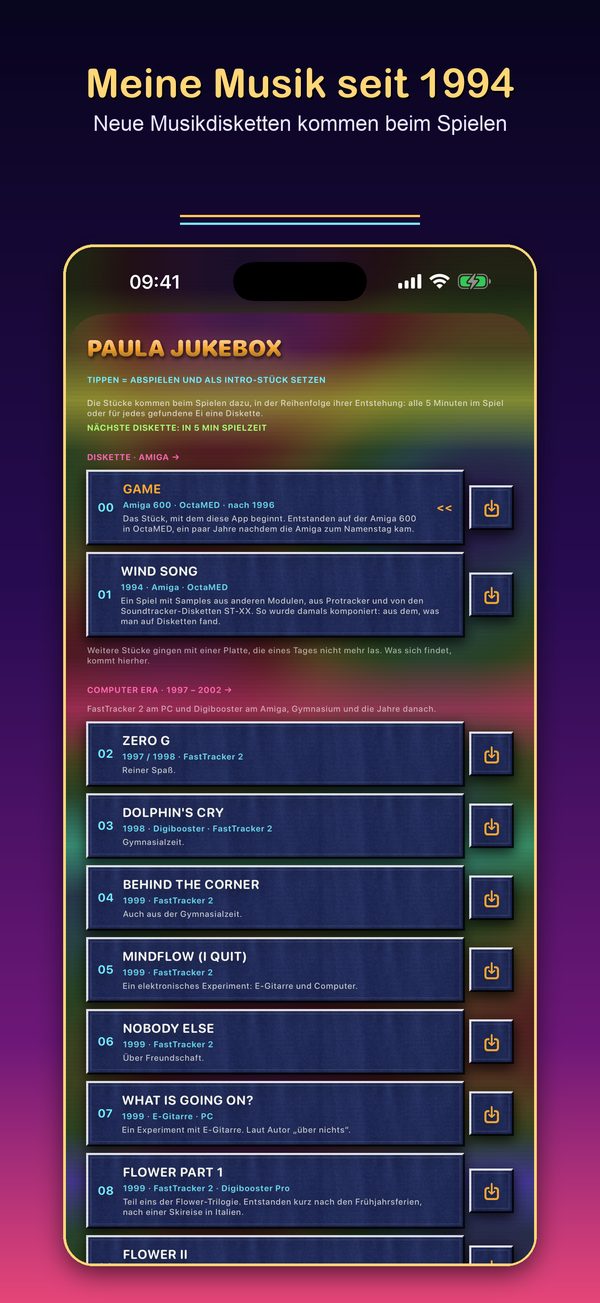 Meine Musik seit 1994
Neue Musikdisketten kommen beim Spielen
09:41
PAULA JUKEBOX
TIPPEN = ABSPIELEN UND ALS INTRO-STÜCK SETZEN
Die Stücke kommen beim Spielen dazu, in der Reihenfolge ihrer Entstehung: alle 5 Minuten im Spiel
oder für jedes gefundene Ei eine Diskette.
NÄCHSTE DISKETTE: IN 5 MIN SPIELZEIT
DISKETTE · AMIGA →
00
GAME
Amiga 600 · OctaMED · nach 1996
Das Stück, mit dem diese App beginnt. Entstanden auf der Amiga 600
in OctaMED, ein paar Jahre nachdem die Amiga zum Namenstag kam.
<<
01
WIND SONG
1994 · Amiga · OctaMED
Ein Spiel mit Samples aus anderen Modulen, aus Protracker und von den
Soundtracker-Disketten ST-XX. So wurde damals komponiert: aus dem, was
man auf Disketten fand.
Weitere Stücke gingen mit einer Platte, die eines Tages nicht mehr las. Was sich findet,
kommt hierher.
COMPUTER ERA · 1997 – 2002 →
FastTracker 2 am PC und Digibooster am Amiga, Gymnasium und die Jahre danach.
02
ZERO G
1997 / 1998 · FastTracker 2
Reiner Spaß.
03
DOLPHIN'S CRY
1998 · Digibooster · FastTracker 2
Gymnasialzeit.
04
BEHIND THE CORNER
1999 · FastTracker 2
Auch aus der Gymnasialzeit.
05
MINDFLOW (I QUIT)
1999 · FastTracker 2
Ein elektronisches Experiment: E-Gitarre und Computer.
06
NOBODY ELSE
1999 · FastTracker 2
Über Freundschaft.
07
WHAT IS GOING ON?
1999 · E-Gitarre · PC
Ein Experiment mit E-Gitarre. Laut Autor „über nichts".
08
FLOWER PART 1
1999 · FastTracker 2 · Digibooster Pro
Teil eins der Flower-Trilogie. Entstanden kurz nach den Frühjahrsferien,
nach einer Skireise in Italien.
FLOWER II